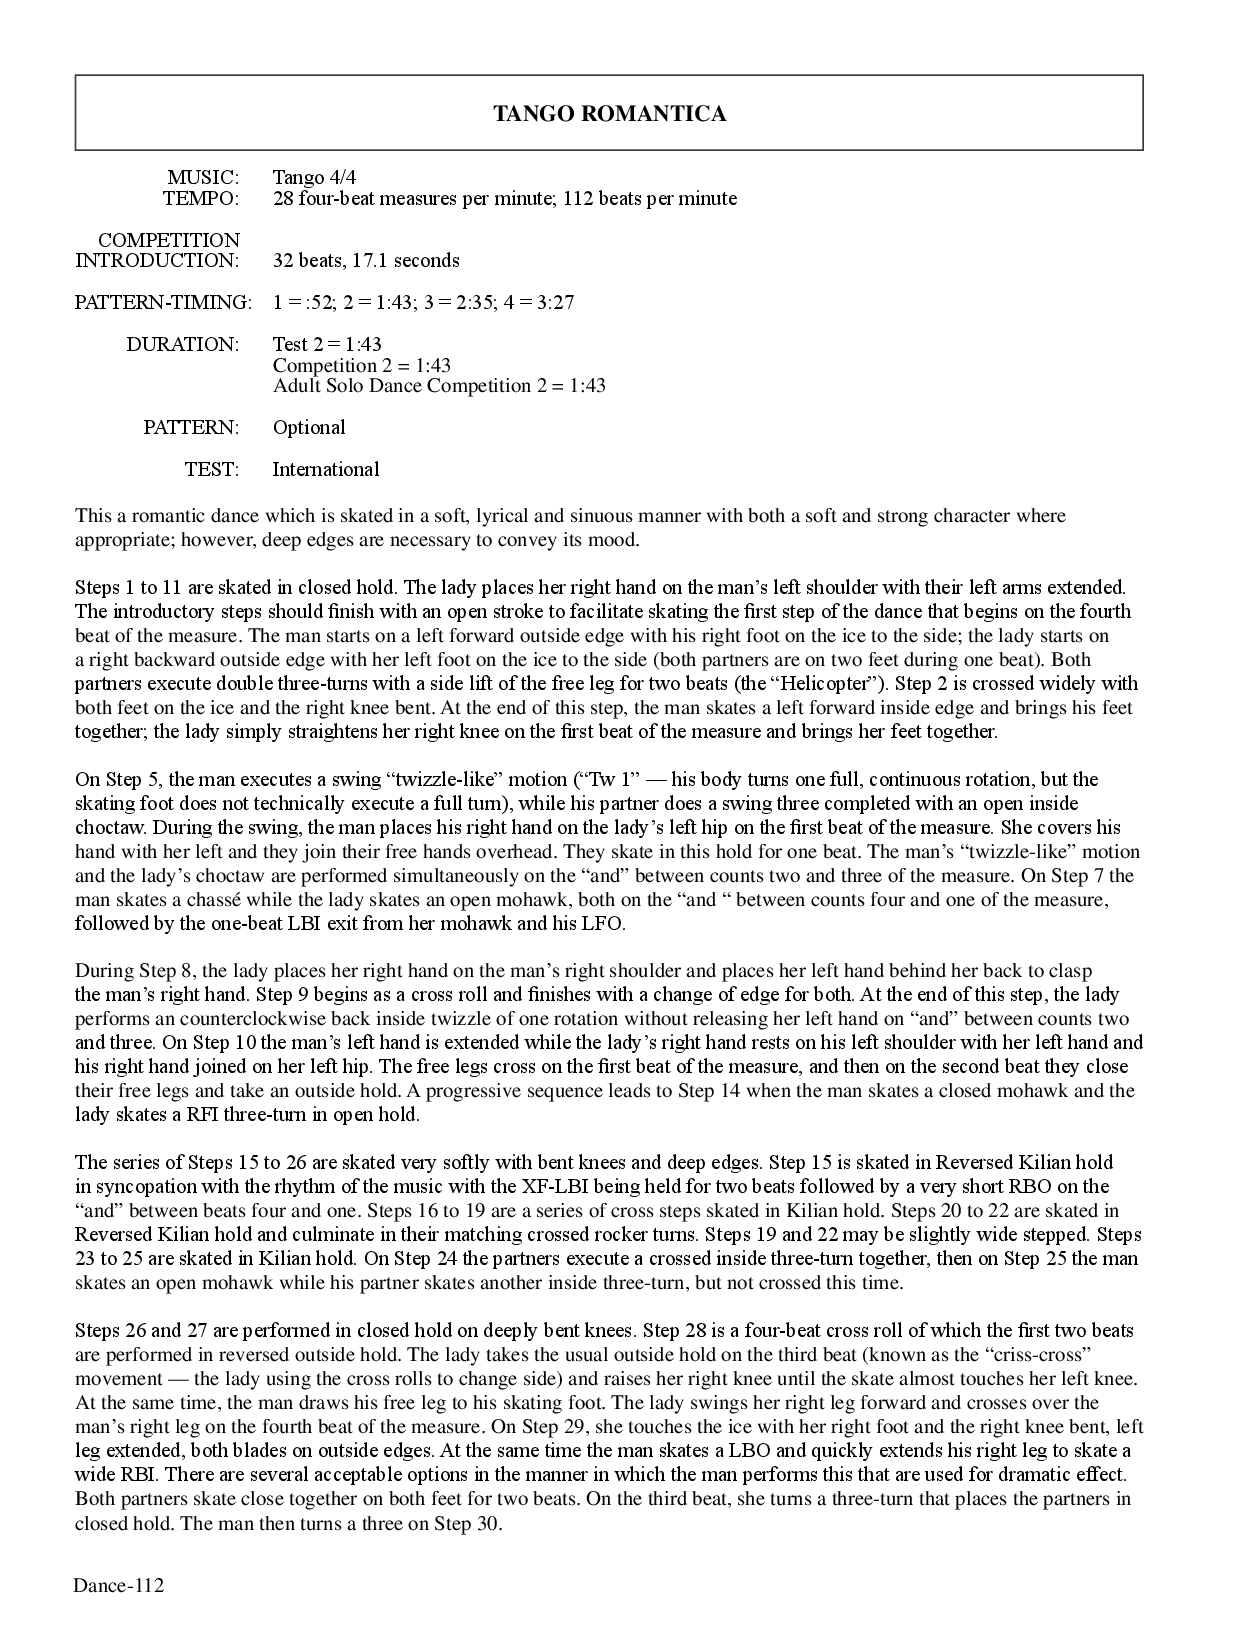 TANGO ROMANTICA
MUSIC: Tango 4/4
TEMPO: 28 four-beat measures per minute; 112 beats per minute
COMPETITION
INTRODUCTION: 32 beats, 17.1 seconds
PATTERN-TIMING: 1 = :52; 2 = 1:43; 3 = 2:35; 4 = 3:27
DURATION: Test 2 = 1:43
Competition 2 = 1:43
Adult Solo Dance Competition 2 = 1:43
PATTERN: Optional
TEST: International
This a romantic dance which is skated in a soft, lyrical and sinuous manner with both a soft and strong character where
appropriate; however, deep edges are necessary to convey its mood.
Steps 1 to 11 are skated in closed hold. The lady places her right hand on the man’s left shoulder with their left arms extended.
The introductory steps should finish with an open stroke to facilitate skating the first step of the dance that begins on the fourth
beat of the measure. The man starts on a left forward outside edge with his right foot on the ice to the side; the lady starts on
a right backward outside edge with her left foot on the ice to the side (both partners are on two feet during one beat). Both
partners execute double three-turns with a side lift of the free leg for two beats (the “Helicopter”). Step 2 is crossed widely with
both feet on the ice and the right knee bent. At the end of this step, the man skates a left forward inside edge and brings his feet
together; the lady simply straightens her right knee on the first beat of the measure and brings her feet together.
On Step 5, the man executes a swing “twizzle-like” motion (“Tw 1” — his body turns one full, continuous rotation, but the
skating foot does not technically execute a full turn), while his partner does a swing three completed with an open inside
choctaw. During the swing, the man places his right hand on the lady’s left hip on the first beat of the measure. She covers his
hand with her left and they join their free hands overhead. They skate in this hold for one beat. The man’s “twizzle-like” motion
and the lady’s choctaw are performed simultaneously on the “and” between counts two and three of the measure. On Step 7 the
man skates a chassé while the lady skates an open mohawk, both on the “and “ between counts four and one of the measure,
followed by the one-beat LBI exit from her mohawk and his LFO.
During Step 8, the lady places her right hand on the man’s right shoulder and places her left hand behind her back to clasp
the man’s right hand. Step 9 begins as a cross roll and finishes with a change of edge for both. At the end of this step, the lady
performs an counterclockwise back inside twizzle of one rotation without releasing her left hand on “and” between counts two
and three. On Step 10 the man’s left hand is extended while the lady’s right hand rests on his left shoulder with her left hand and
his right hand joined on her left hip. The free legs cross on the first beat of the measure, and then on the second beat they close
their free legs and take an outside hold. A progressive sequence leads to Step 14 when the man skates a closed mohawk and the
lady skates a RFI three-turn in open hold.
The series of Steps 15 to 26 are skated very softly with bent knees and deep edges. Step 15 is skated in Reversed Kilian hold
in syncopation with the rhythm of the music with the XF-LBI being held for two beats followed by a very short RBO on the
“and” between beats four and one. Steps 16 to 19 are a series of cross steps skated in Kilian hold. Steps 20 to 22 are skated in
Reversed Kilian hold and culminate in their matching crossed rocker turns. Steps 19 and 22 may be slightly wide stepped. Steps
23 to 25 are skated in Kilian hold. On Step 24 the partners execute a crossed inside three-turn together, then on Step 25 the man
skates an open mohawk while his partner skates another inside three-turn, but not crossed this time.
Steps 26 and 27 are performed in closed hold on deeply bent knees. Step 28 is a four-beat cross roll of which the first two beats
are performed in reversed outside hold. The lady takes the usual outside hold on the third beat (known as the “criss-cross”
movement — the lady using the cross rolls to change side) and raises her right knee until the skate almost touches her left knee.
At the same time, the man draws his free leg to his skating foot. The lady swings her right leg forward and crosses over the
man’s right leg on the fourth beat of the measure. On Step 29, she touches the ice with her right foot and the right knee bent, left
leg extended, both blades on outside edges. At the same time the man skates a LBO and quickly extends his right leg to skate a
wide RBI. There are several acceptable options in the manner in which the man performs this that are used for dramatic effect.
Both partners skate close together on both feet for two beats. On the third beat, she turns a three-turn that places the partners in
closed hold. The man then turns a three on Step 30.
Dance-112